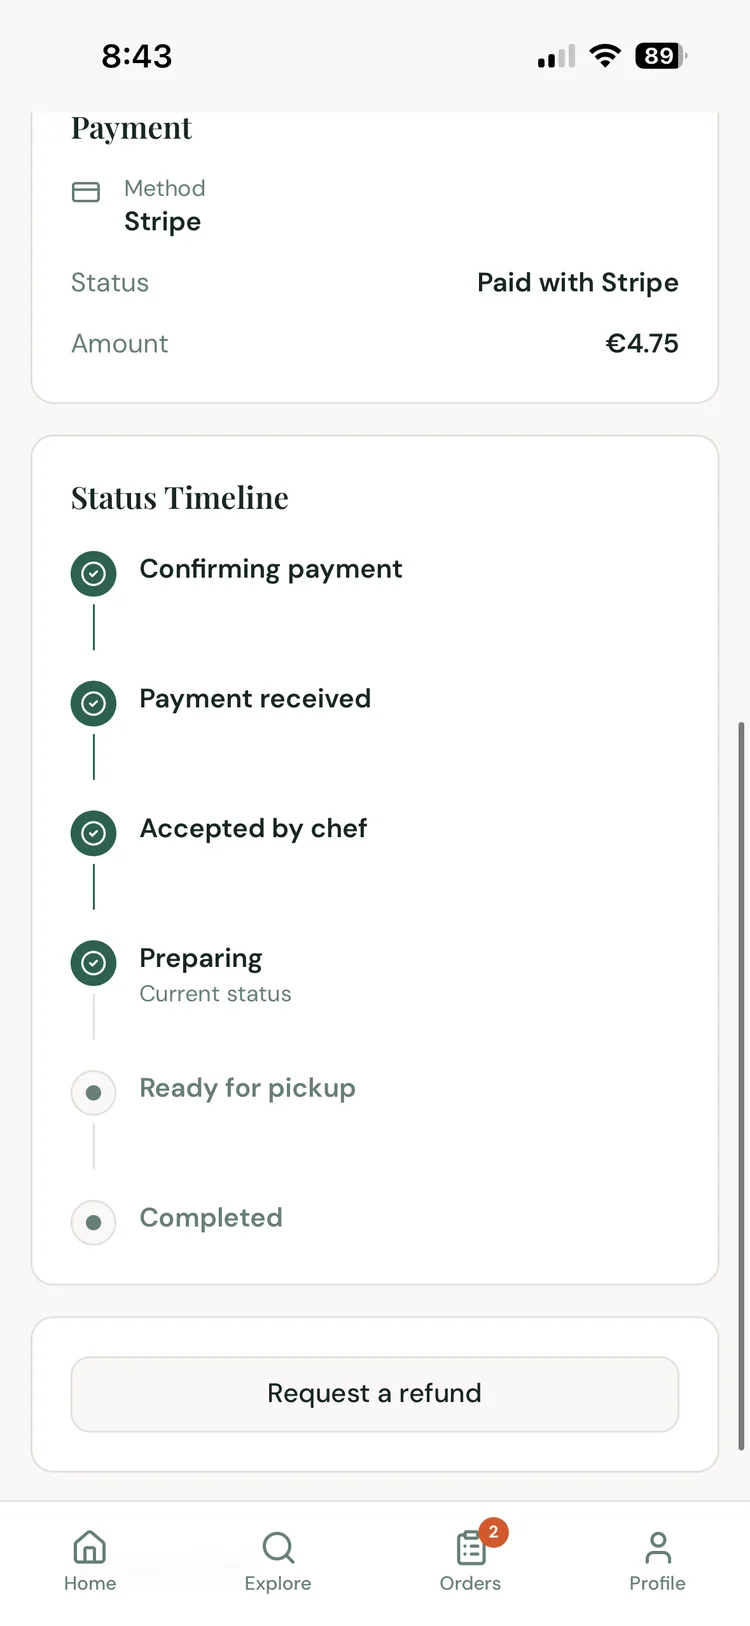 8:43
89
Payment
Method
Stripe
Status Paid with Stripe
Amount €4.75
Status Timeline
Confirming payment
Payment received
Accepted by chef
Preparing
Current status
Ready for pickup
Completed
Request a refund
2
Home Explore Orders Profile